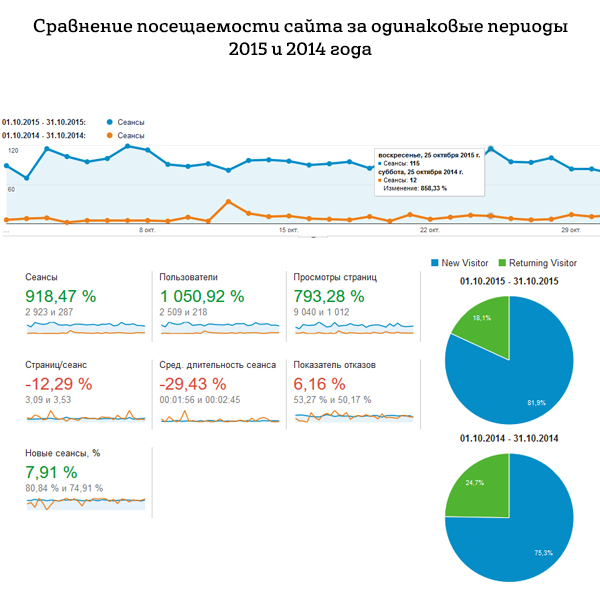 Сравнение посещаемости сайта за одинаковые периоды
2015 и 2014 года
01.10.2015 - 31.10.2015: Сеансы
01.10.2014 - 31.10.2014: Сеансы
120
60
воскресенье, 25 октября 2015 г.
Сеансы: 115
суббота, 25 октября 2014 г.
Сеансы: 12
Изменение: 858,33 %
... 8 окт. 15 окт. 22 окт. 29 окт.
New Visitor Returning Visitor
01.10.2015 - 31.10.2015
18,1%
81,9%
01.10.2014 - 31.10.2014
24,7%
75,3%
Сеансы
918,47 %
2 923 и 287
Пользователи
1 050,92 %
2 509 и 218
Просмотры страниц
793,28 %
9 040 и 1 012
Страниц/сеанс
-12,29 %
3,09 и 3,53
Сред. длительность сеанса
-29,43 %
00:01:56 и 00:02:45
Показатель отказов
6,16 %
53,27 % и 50,17 %
Новые сеансы, %
7,91 %
80,84 % и 74,91 %